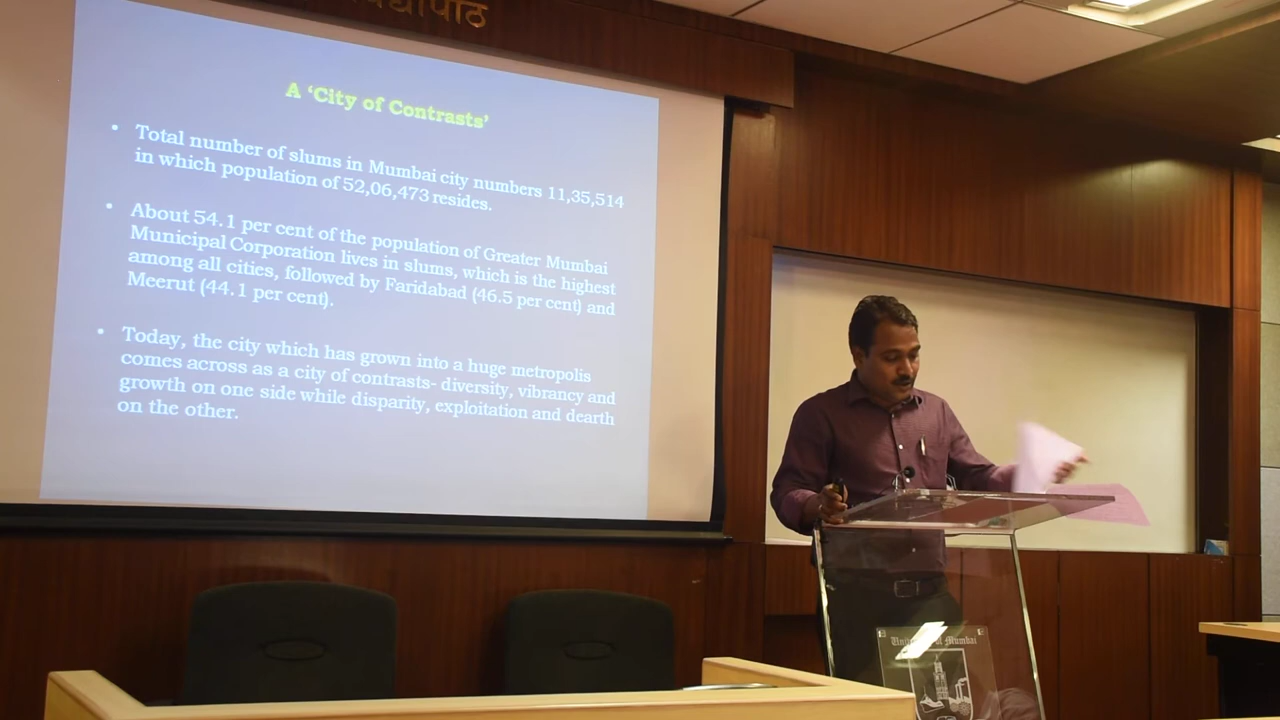 विद्यापीठ
A 'City of Contrasts'
• Total number of slums in Mumbai city numbers 11,35,514
in which population of 52,06,473 resides.
• About 54.1 per cent of the population of Greater Mumbai
Municipal Corporation lives in slums, which is the highest
among all cities, followed by Faridabad (46.5 per cent) and
Meerut (44.1 per cent).
• Today, the city which has grown into a huge metropolis
comes across as a city of contrasts- diversity, vibrancy and
growth on one side while disparity, exploitation and dearth
on the other.
of Mumbai